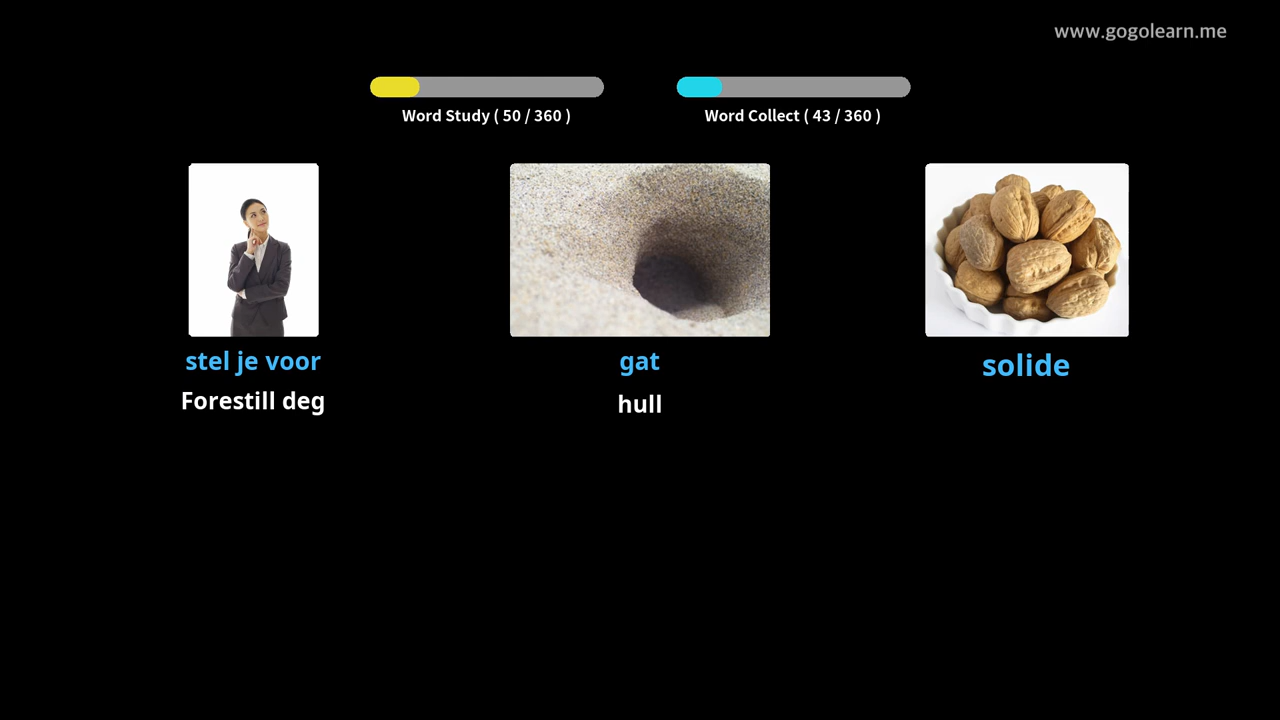 www.gogolearn.me
Word Study ( 50 / 360 )
Word Collect ( 43 / 360 )
stel je voor
Forestill deg
gat
hull
solide